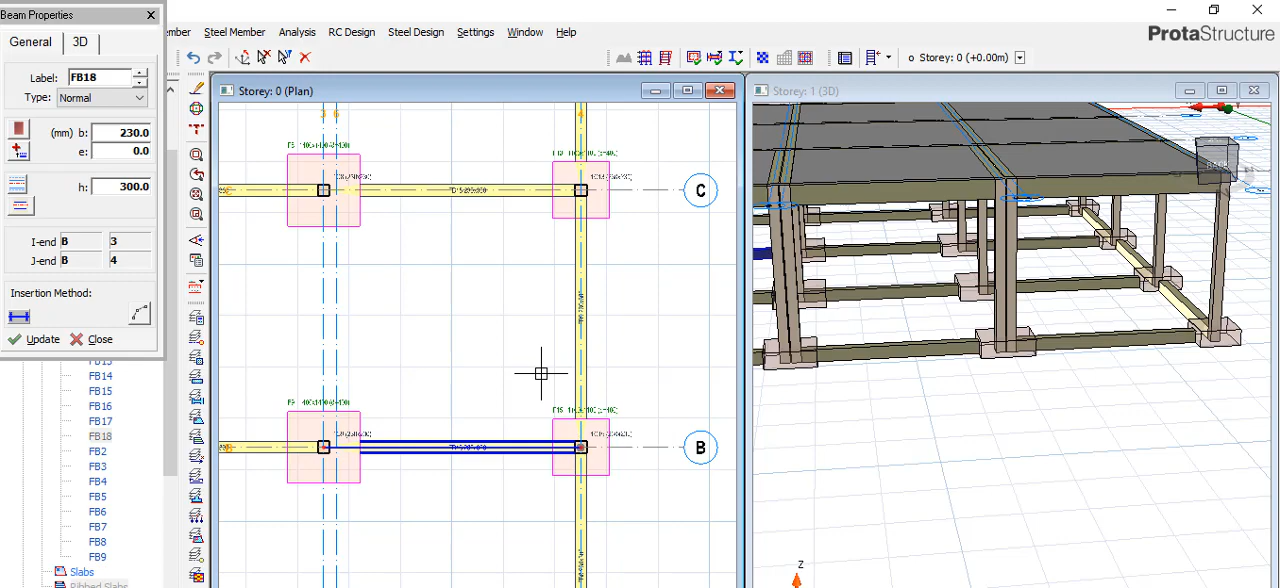 Beam Properties
General 3D
Label: FB18
Type: Normal
(mm) b: 230.0
e: 0.0
h: 300.0
I-end B 3
J-end B 4
Insertion Method:
Update Close
FB14
FB15
FB16
FB17
FB18
FB2
FB3
FB4
FB5
FB6
FB7
FB8
FB9
Slabs
Ribbed Slabs
mber Steel Member Analysis RC Design Steel Design Settings Window Help
ProtaStructure
Storey: 0 (+0.00m)
Storey: 0 (Plan)
C
B
Storey: 1 (3D)
BACK
Z